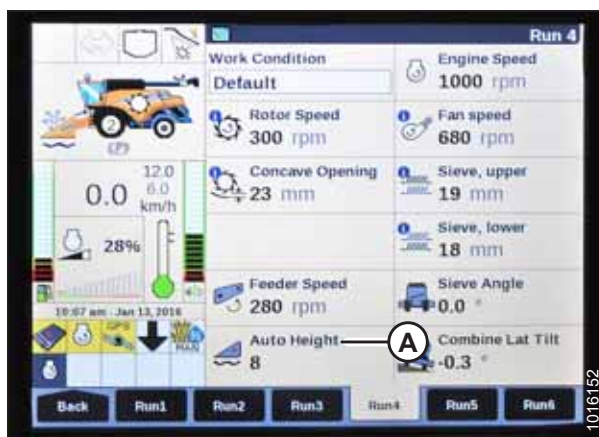 Run 4
Work Condition
Default
Engine Speed
1000 rpm
Rotor Speed
300 rpm
Fan speed
680 rpm
Concave Opening
23 mm
Sieve, upper
19 mm
Sieve, lower
18 mm
Feeder Speed
280 rpm
Sieve Angle
0.0 °
Auto Height
8
A
Combine Lat Tilt
-0.3 °
2
(P)
12.0
6.0
km/h
0.0
28%
10:07 am Jan 13, 2016
GPS
MAN
Back
Run1
Run2
Run3
Run4
Run5
Run6
1016152